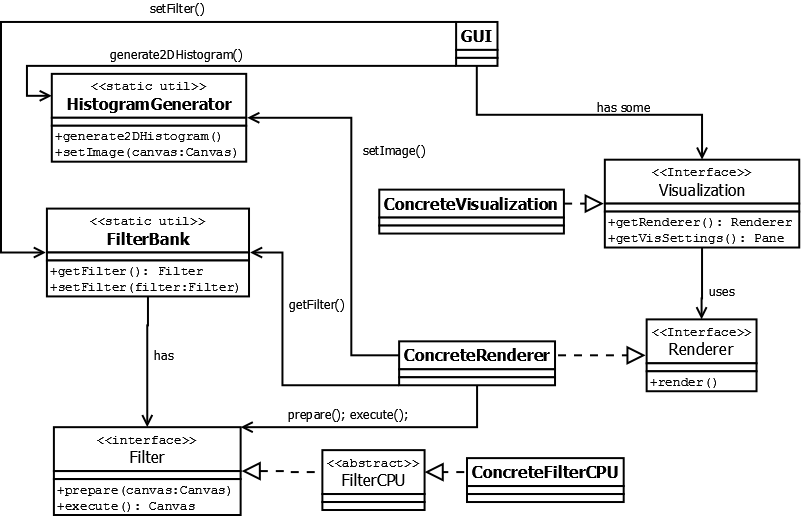 setFilter()
GUI
generate2DHistogram()
<<static util>>
HistogramGenerator
+generate2DHistogram()
+setImage(canvas:Canvas)
has some
setImage()
<<Interface>>
Visualization
+getRenderer(): Renderer
+getVisSettings(): Pane
ConcreteVisualization
<<static util>>
FilterBank
+getFilter(): Filter
+setFilter(filter:Filter)
getFilter()
uses
<<Interface>>
Renderer
+render()
has
ConcreteRenderer
prepare(); execute();
<<interface>>
Filter
+prepare(canvas:Canvas)
+execute(): Canvas
<<abstract>>
FilterCPU
ConcreteFilterCPU